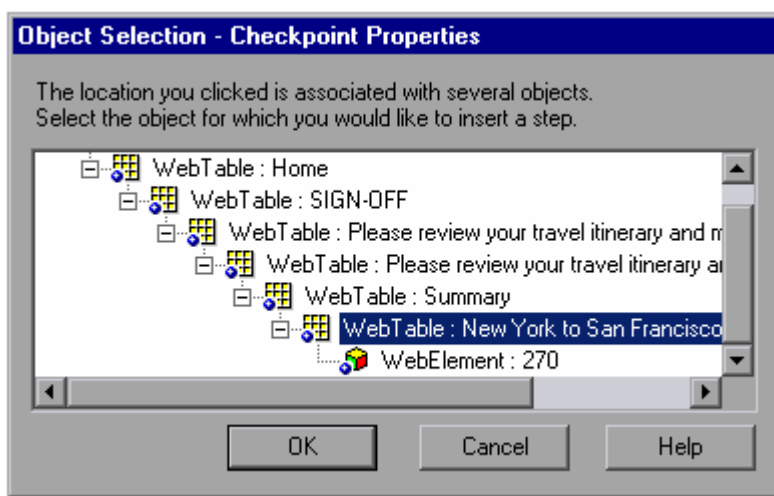 Object Selection - Checkpoint Properties
The location you clicked is associated with several objects.
Select the object for which you would like to insert a step.
WebTable : Home
WebTable : SIGN-OFF
WebTable : Please review your travel itinerary and
WebTable : Please review your travel itinerary
WebTable : Summary
WebTable : New York to San Francisco
WebElement : 270
OK Cancel Help